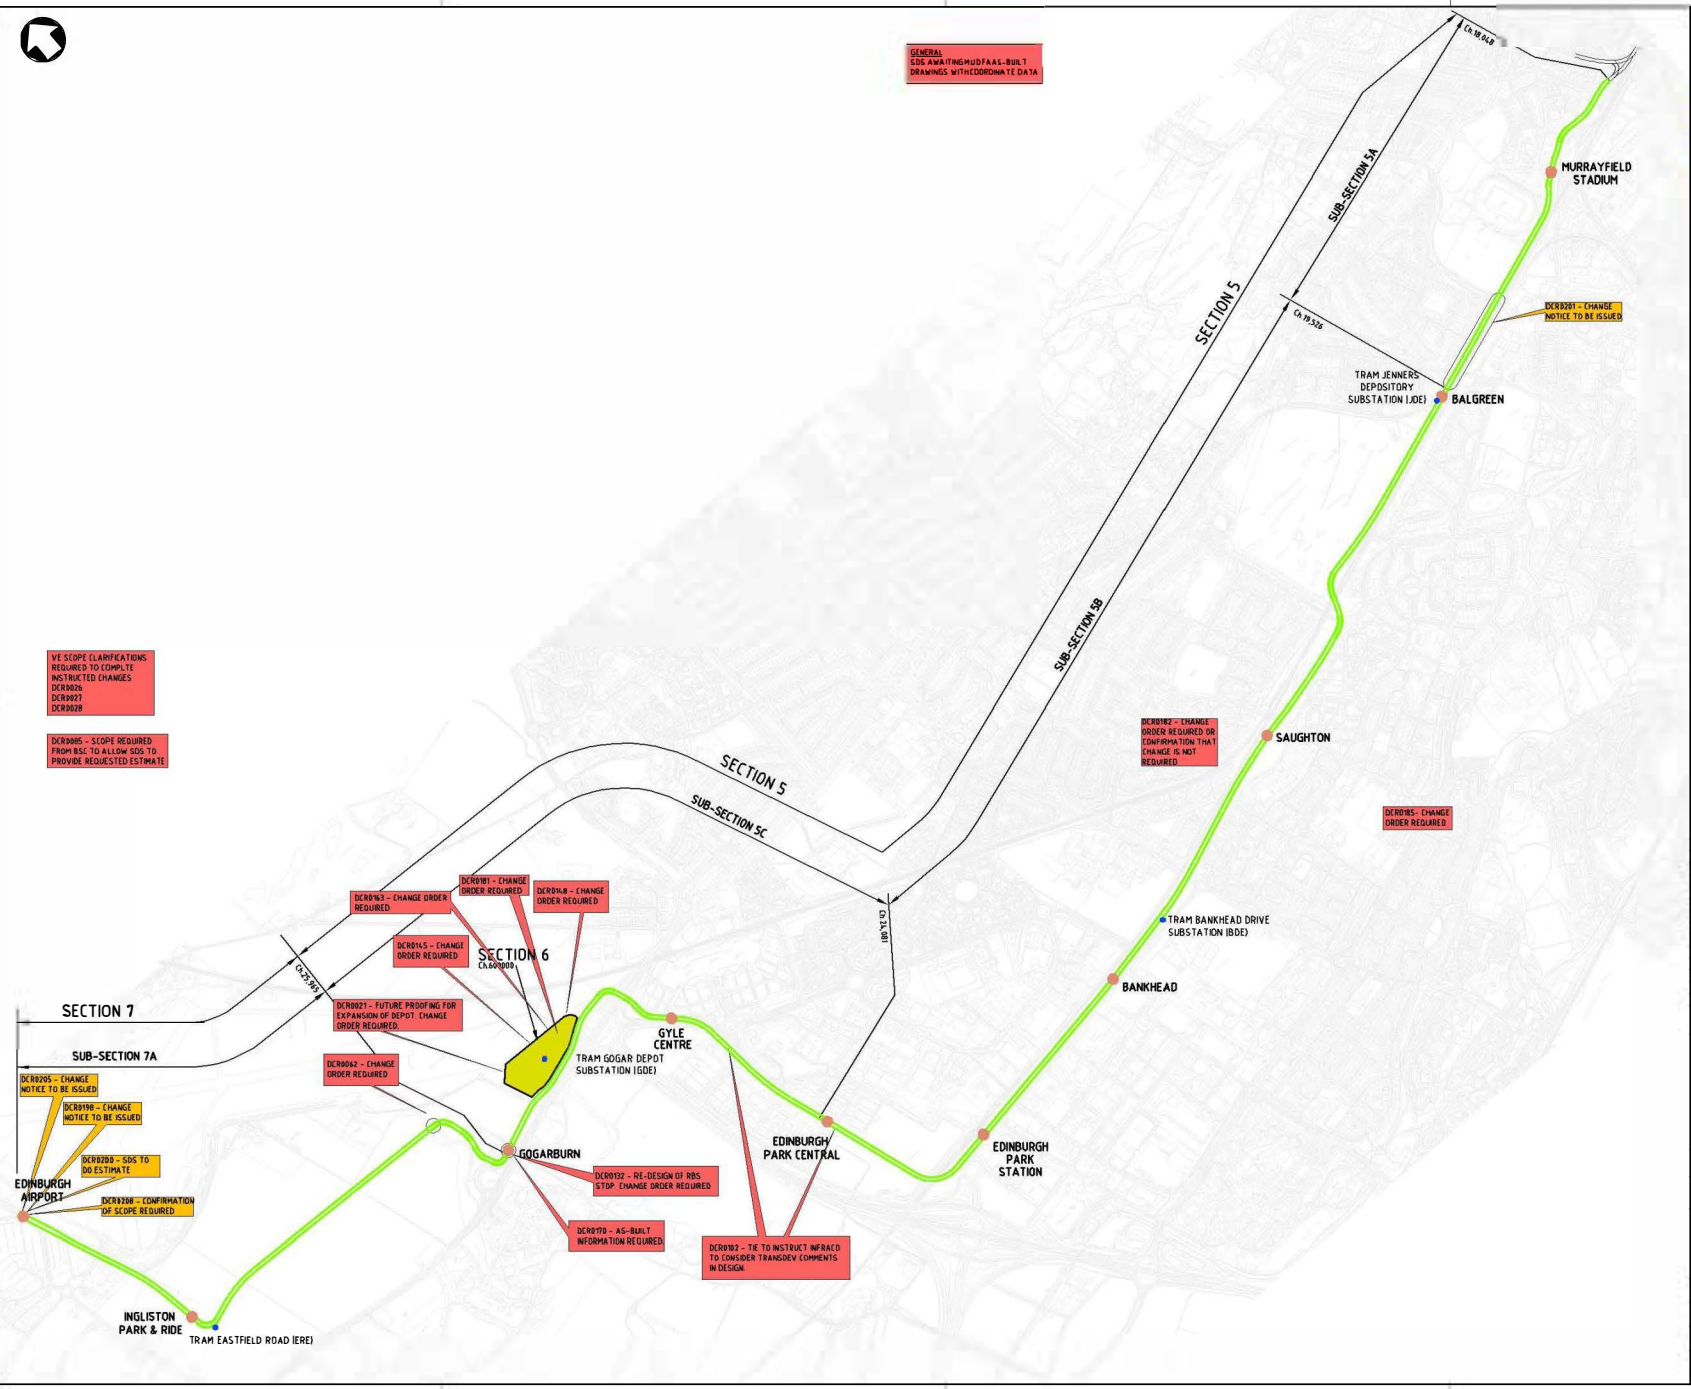 GENERAL
SDS AWAITINGMUDFAAS-BUILT
DRAWINGS WITHCOORDINATE DATA
Ch.18,048
MURRAYFIELD
STADIUM
SUB-SECTION 5A
SECTION 5
DCR0201 - CHANGE
NOTICE TO BE ISSUED
Ch.19,526
TRAM JENNERS
DEPOSITORY
SUBSTATION (JDE)
BALGREEN
SUB-SECTION 5B
VE SCOPE CLARIFICATIONS
REQUIRED TO COMPLTE
INSTRUCTED CHANGES
DCR0026
DCR0027
DCR0028
DCR0085 - SCOPE REQUIRED
FROM BSC TO ALLOW SDS TO
PROVIDE REQUESTED ESTIMATE
DCR0182 - CHANGE
ORDER REQUIRED OR
CONFIRMATION THAT
CHANGE IS NOT
REQUIRED
SAUGHTON
SECTION 5
SUB-SECTION 5C
DCR0185- CHANGE
ORDER REQUIRED
DCR0163 - CHANGE ORDER
REQUIRED
DCR0181 - CHANGE
ORDER REQUIRED
DCR0148 - CHANGE
ORDER REQUIRED
Ch.24,081
TRAM BANKHEAD DRIVE
SUBSTATION (BDE)
DCR0145 - CHANGE
ORDER REQUIRED
SECTION 6
Ch.600000
Ch.25,965
BANKHEAD
SECTION 7
DCR0021 - FUTURE PROOFING FOR
EXPANSION OF DEPOT. CHANGE
ORDER REQUIRED.
GYLE
CENTRE
SUB-SECTION 7A
DCR0062 - CHANGE
ORDER REQUIRED
TRAM GOGAR DEPOT
SUBSTATION (GDE)
DCR0205 - CHANGE
NOTICE TO BE ISSUED
DCR0198 - CHANGE
NOTICE TO BE ISSUED
DCR0200 - SDS TO
DO ESTIMATE
EDINBURGH
AIRPORT
DCR0208 - CONFIRMATION
OF SCOPE REQUIRED
GOGARBURN
EDINBURGH
PARK CENTRAL
EDINBURGH
PARK
STATION
DCR0132 - RE-DESIGN OF RBS
STOP. CHANGE ORDER REQUIRED
DCR0170 - AS-BUILT
INFORMATION REQUIRED.
DCR0102 - TIE TO INSTRUCT INFRACO
TO CONSIDER TRANSDEV COMMENTS
IN DESIGN.
INGLISTON
PARK & RIDE
TRAM EASTFIELD ROAD (ERE)